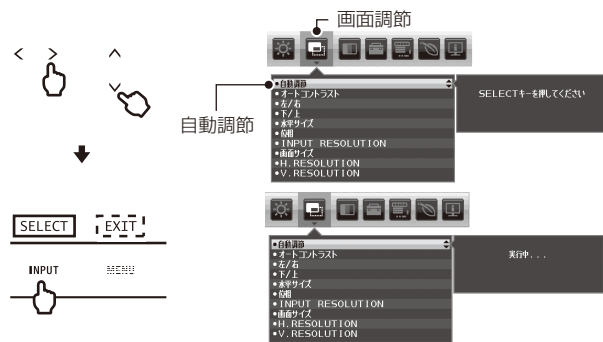 画面調節
自動調節
•自動調節
•オートコントラスト
•左/右
•下/上
•水平サイズ
•位相
•INPUT RESOLUTION
•画面サイズ
•H.RESOLUTION
•V.RESOLUTION
SELECTキーを押してください
SELECT EXIT
INPUT MENU
•自動調節
•オートコントラスト
•左/右
•下/上
•水平サイズ
•位相
•INPUT RESOLUTION
•画面サイズ
•H.RESOLUTION
•V.RESOLUTION
実行中...